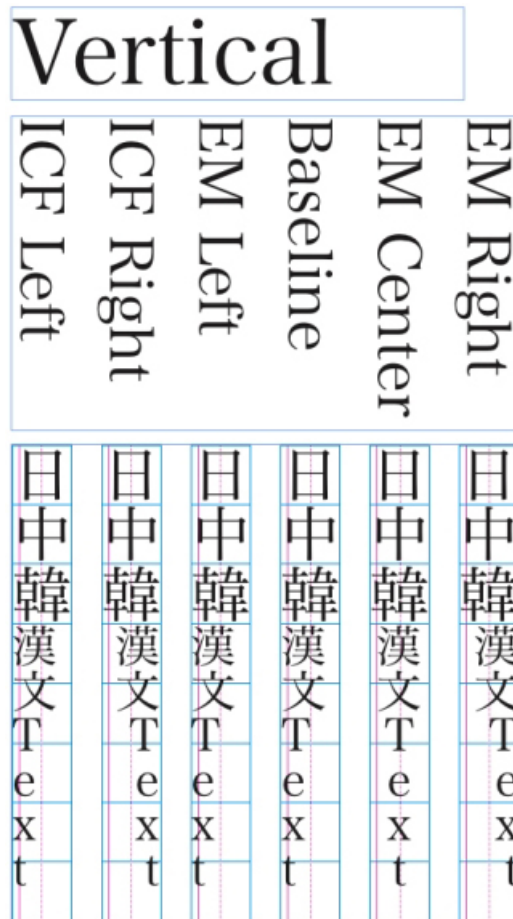 Vertical
ICF Left
ICF Right
EM Left
Baseline
EM Center
EM Right
日中韓漢文Text
日中韓漢文Text
日中韓漢文Text
日中韓漢文Text
日中韓漢文Text
日中韓漢文Text